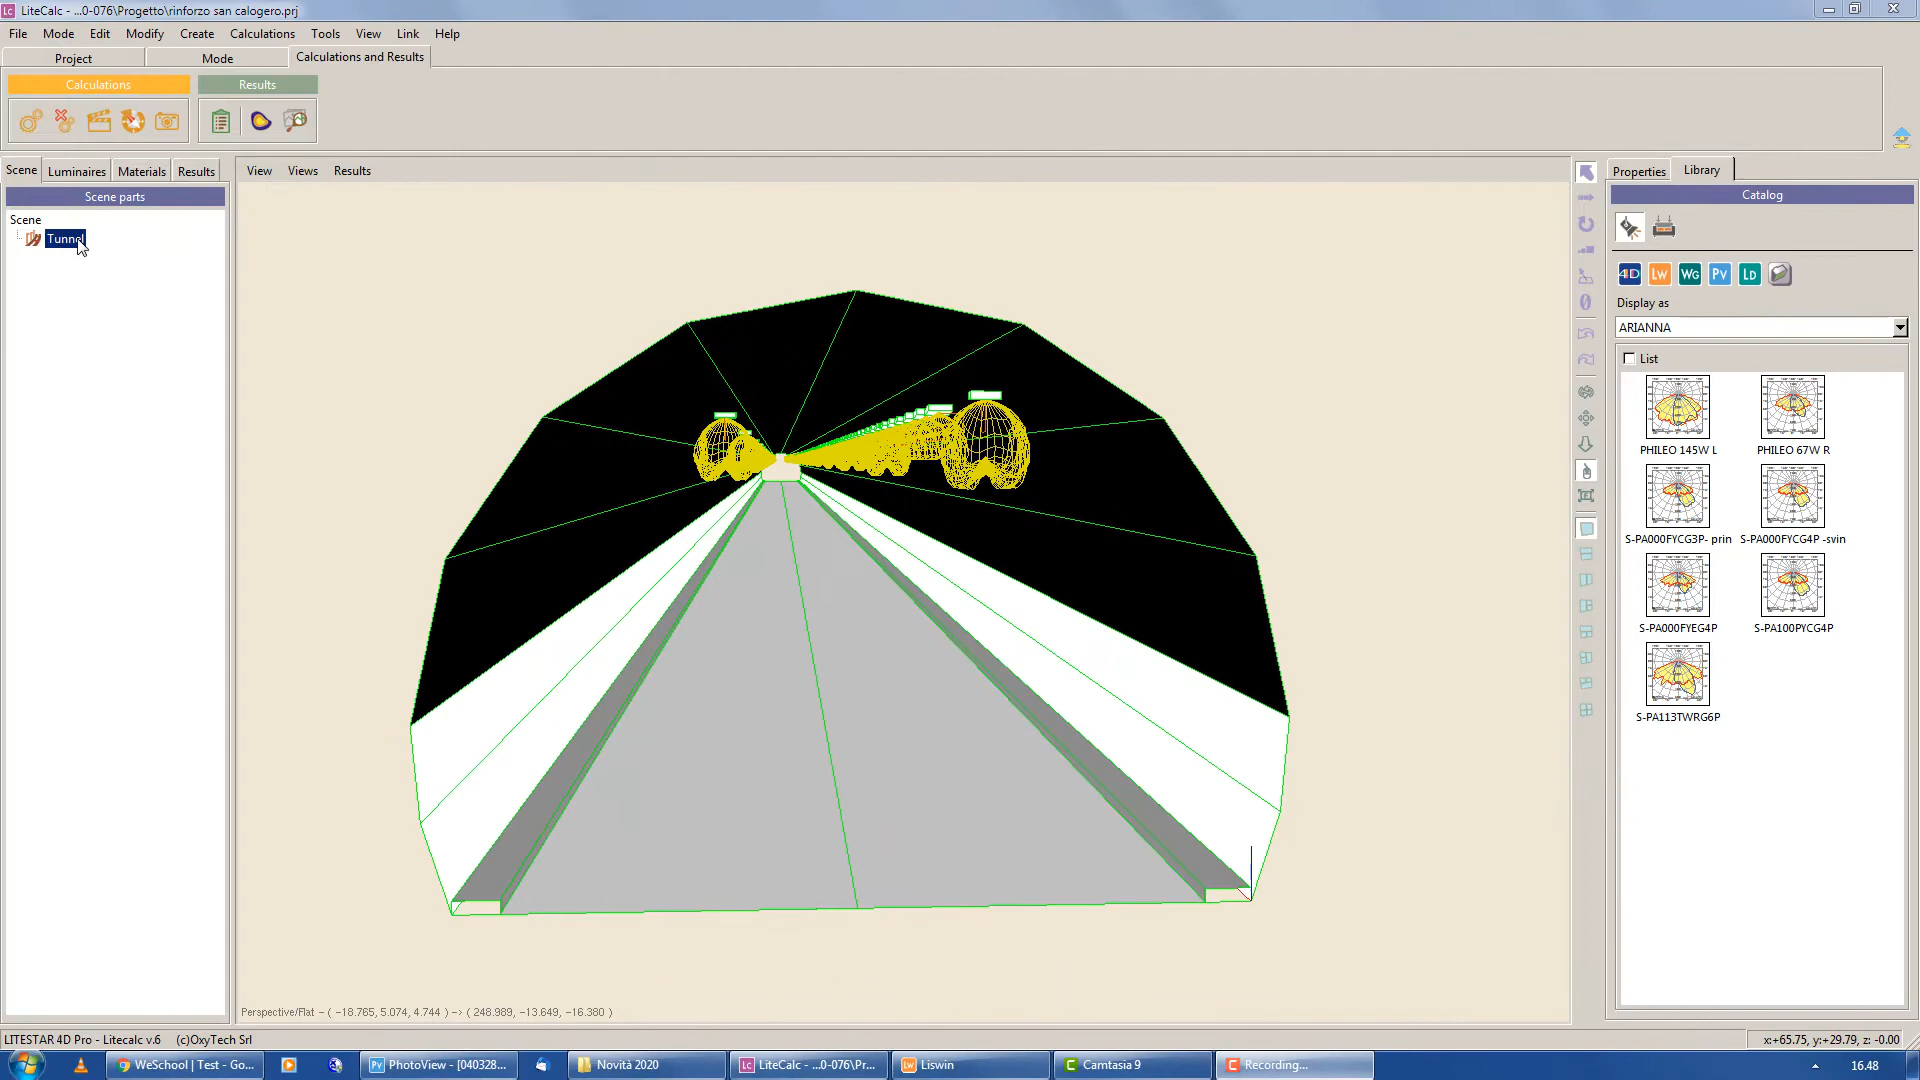 LiteCalc - ...0-076\Progetto\rinforzo san calogero.prj
File Mode Edit Modify Create Calculations Tools View Link Help
Project Mode Calculations and Results
Calculations Results
Scene Luminaires Materials Results
Scene parts
Scene
Tunnel
View Views Results
Properties Library
Catalog
4D Lw Wg Pv Ld
Display as
ARIANNA
List
PHILEO 145W L PHILEO 67W R
S-PA000FYCG3P- prin S-PA000FYCG4P -svin
S-PA000FYEG4P S-PA100PYCG4P
S-PA113TWRG6P
Perspective/Flat - ( -18.765, 5.074, 4.744 ) -> ( 248.989, -13.649, -16.380 )
LITESTAR 4D Pro - Litecalc v.6 (c)OxyTech Srl
x:+65.75, y:+29.79, z: -0.00
WeSchool | Test - Go... PhotoView - [040328... Novità 2020 LiteCalc - ...0-076\Pr... Liswin Camtasia 9 Recording... 16.48